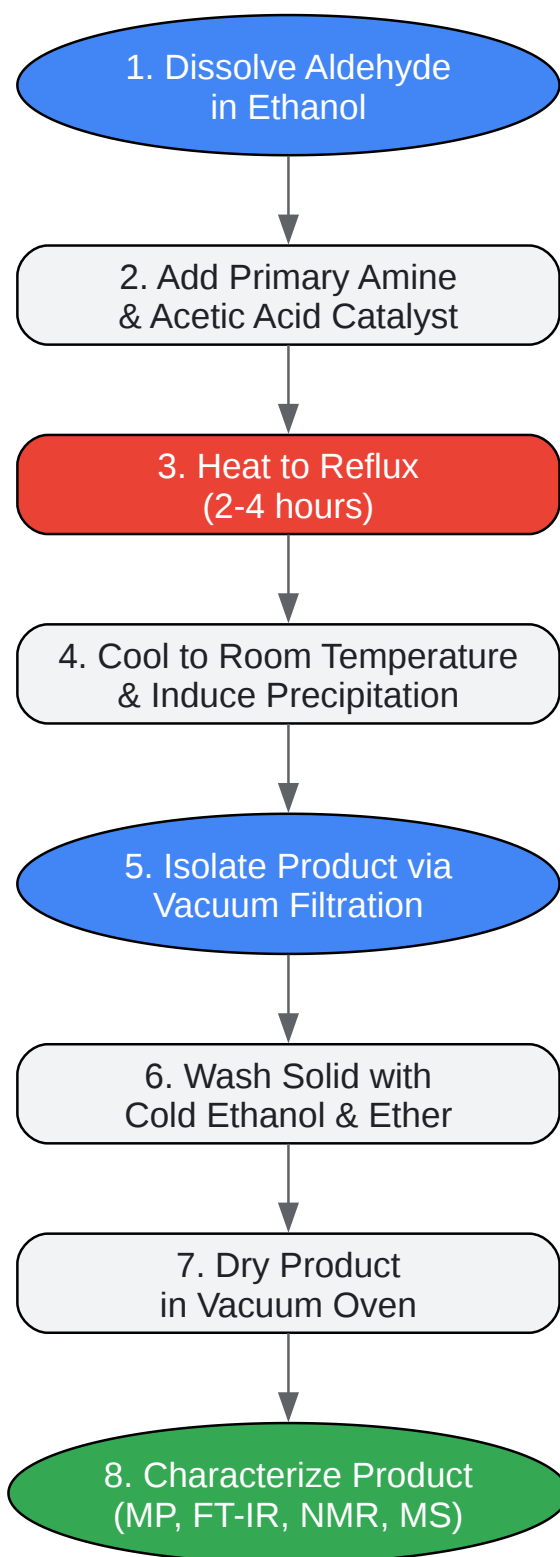 1. Dissolve Aldehyde
in Ethanol
2. Add Primary Amine
& Acetic Acid Catalyst
3. Heat to Reflux
(2-4 hours)
4. Cool to Room Temperature
& Induce Precipitation
5. Isolate Product via
Vacuum Filtration
6. Wash Solid with
Cold Ethanol & Ether
7. Dry Product
in Vacuum Oven
8. Characterize Product
(MP, FT-IR, NMR, MS)